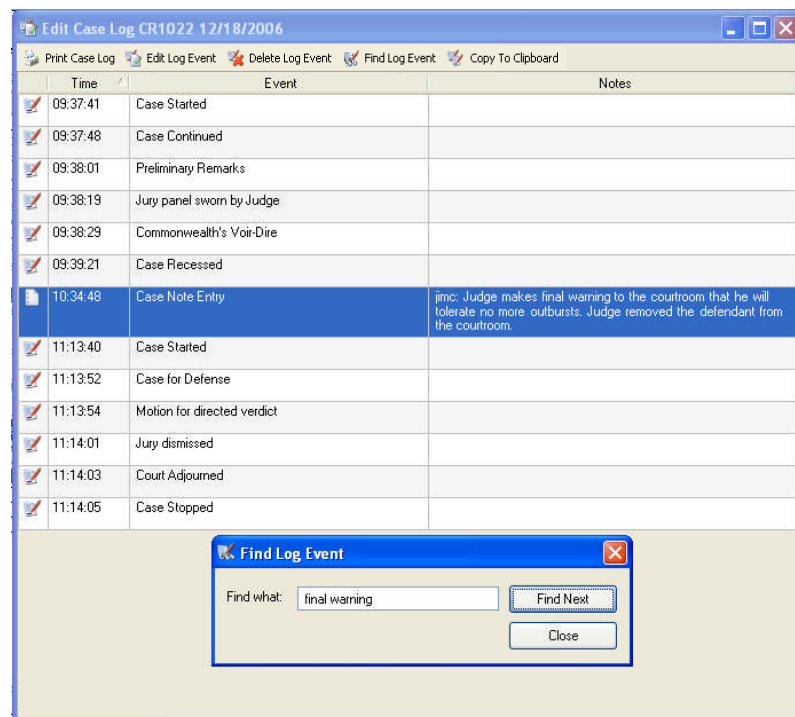 Edit Case Log CR1022 12/18/2006
Print Case Log Edit Log Event Delete Log Event Find Log Event Copy To Clipboard
Time Event Notes
09:37:41 Case Started
09:37:48 Case Continued
09:38:01 Preliminary Remarks
09:38:19 Jury panel sworn by Judge
09:38:29 Commonwealth's Voir-Dire
09:39:21 Case Recessed
10:34:48 Case Note Entry jimc: Judge makes final warning to the courtroom that he will
tolerate no more outbursts. Judge removed the defendant from
the courtroom.
11:13:40 Case Started
11:13:52 Case for Defense
11:13:54 Motion for directed verdict
11:14:01 Jury dismissed
11:14:03 Court Adjourned
11:14:05 Case Stopped
Find Log Event
Find what: final warning Find Next
Close